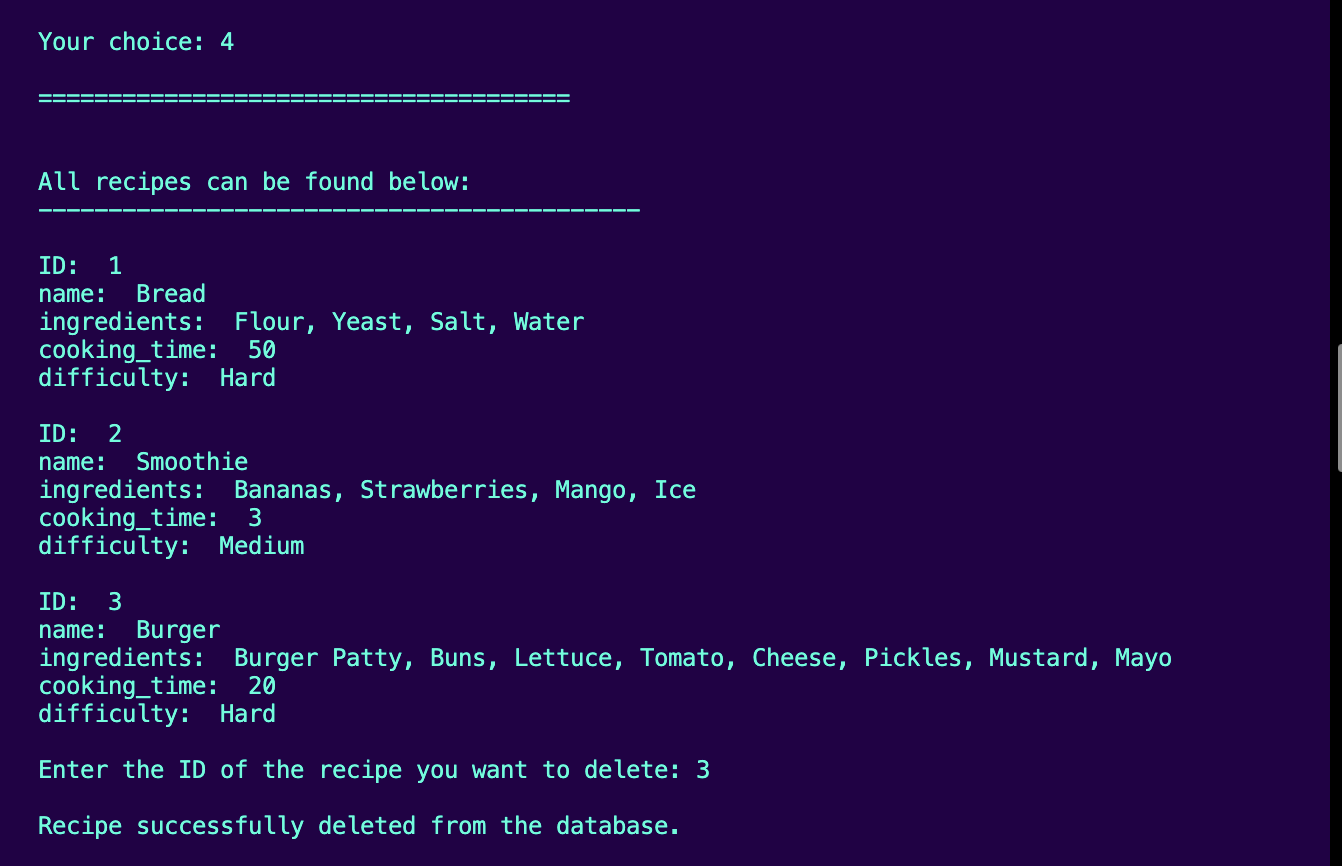 Your choice: 4
======================================
All recipes can be found below:
-------------------------------------------
ID:  1
name:  Bread
ingredients:  Flour, Yeast, Salt, Water
cooking_time:  50
difficulty:  Hard
ID:  2
name:  Smoothie
ingredients:  Bananas, Strawberries, Mango, Ice
cooking_time:  3
difficulty:  Medium
ID:  3
name:  Burger
ingredients:  Burger Patty, Buns, Lettuce, Tomato, Cheese, Pickles, Mustard, Mayo
cooking_time:  20
difficulty:  Hard
Enter the ID of the recipe you want to delete: 3
Recipe successfully deleted from the database.